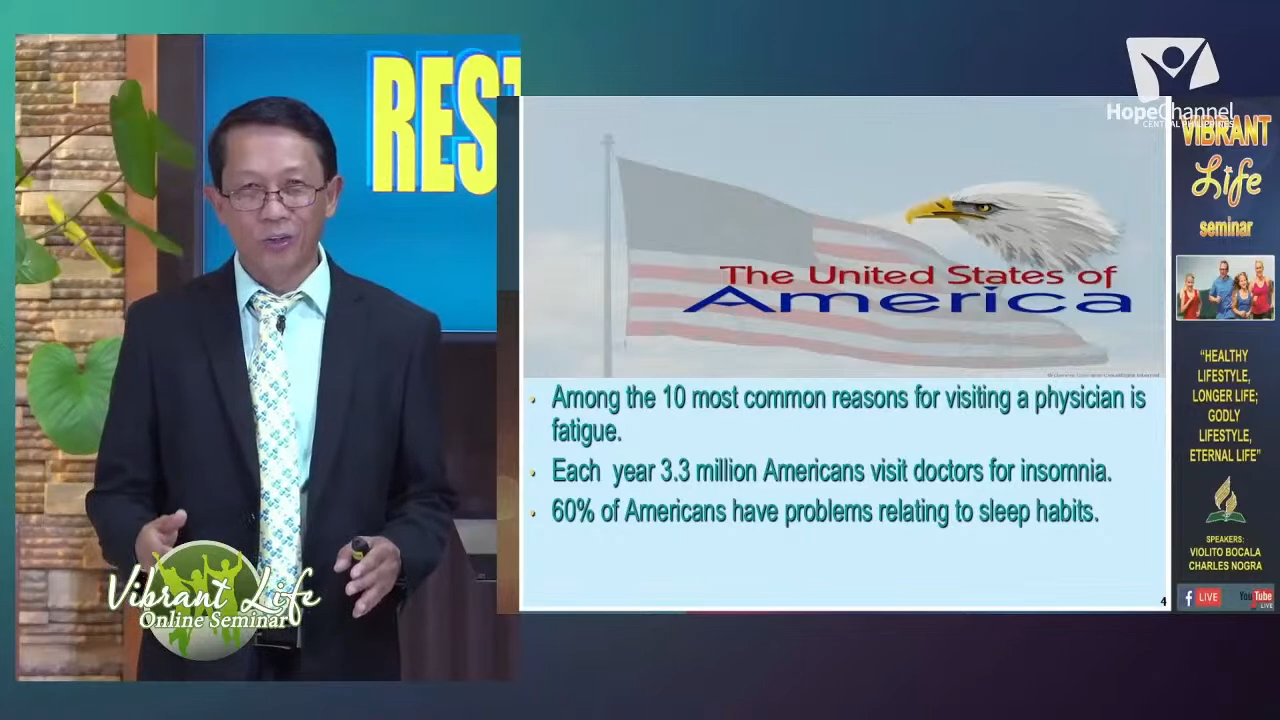 REST
HopeChannel
CENTRAL PHILIPPINES
VIBRANT
Life
seminar
The United States of
America
Among the 10 most common reasons for visiting a physician is
fatigue.
Each year 3.3 million Americans visit doctors for insomnia.
60% of Americans have problems relating to sleep habits.
4
"HEALTHY
LIFESTYLE,
LONGER LIFE;
GODLY
LIFESTYLE,
ETERNAL LIFE"
SPEAKERS:
VIOLITO BOCALA
CHARLES NOGRA
f LIVE
YouTube
LIVE
Vibrant Life
Online Seminar